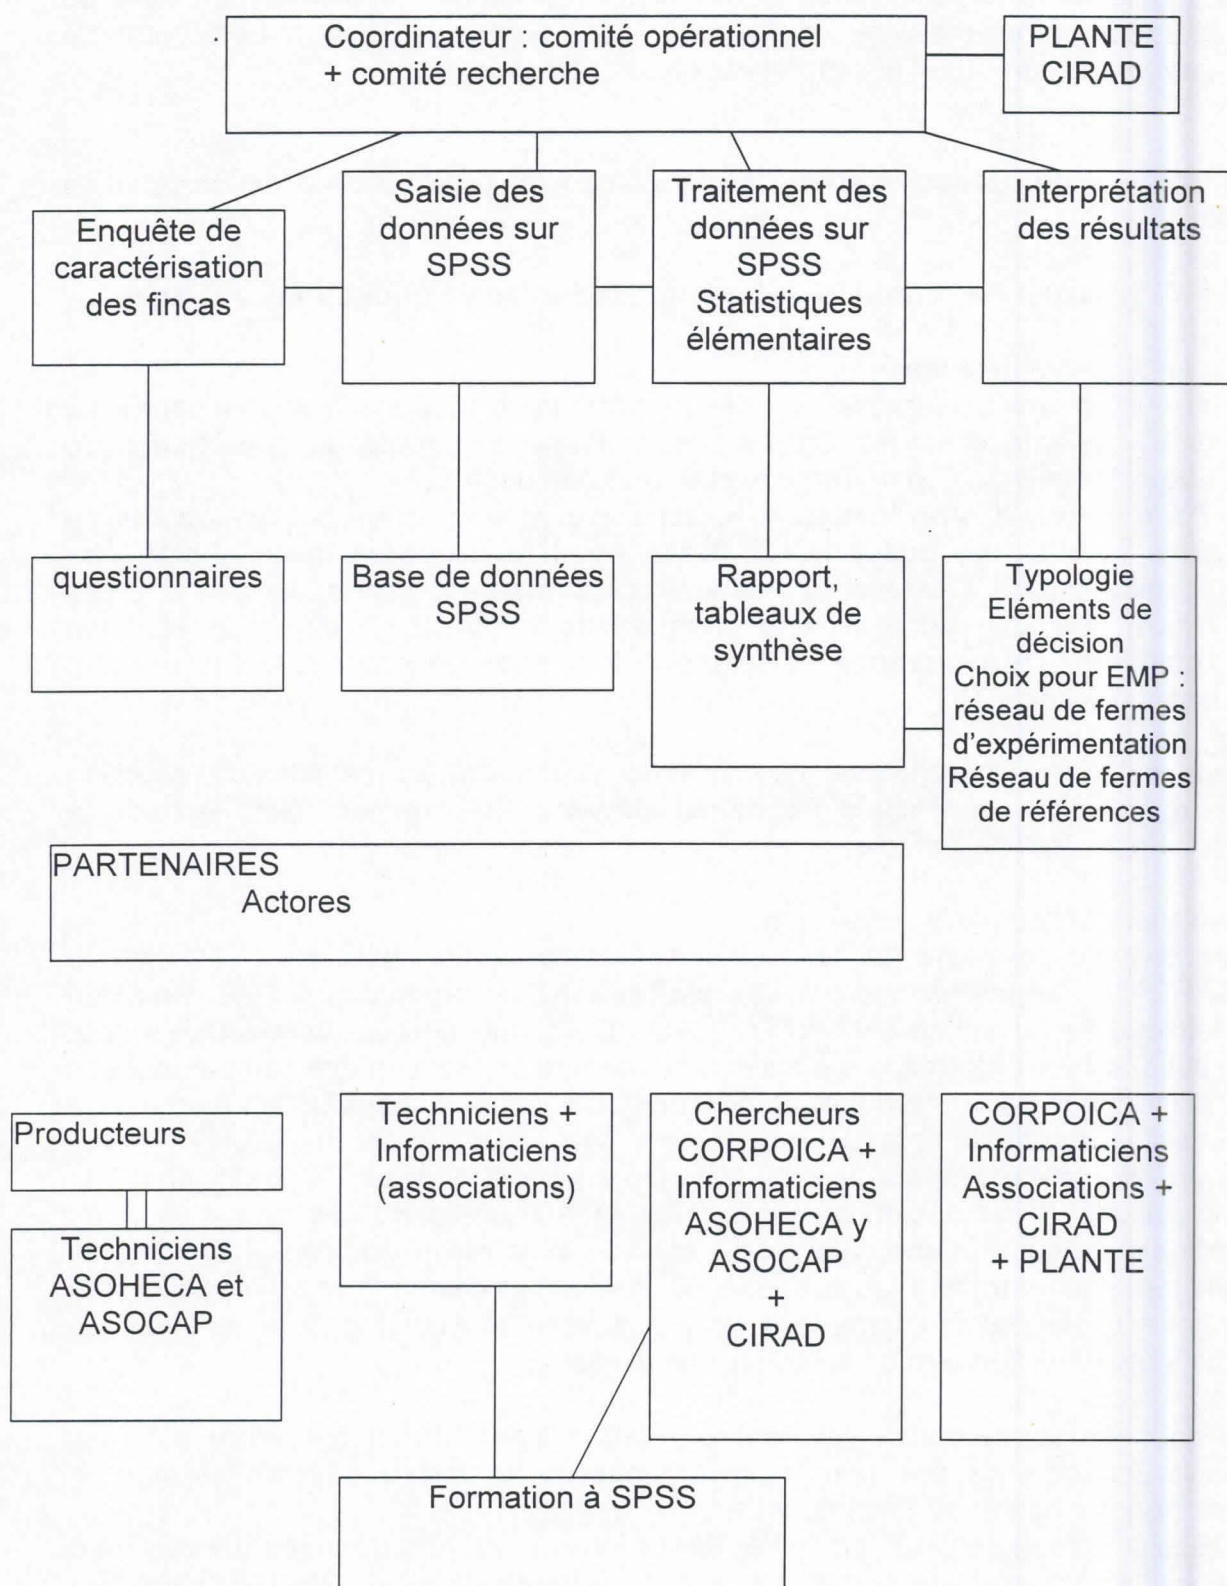 Coordinateur : comité opérationnel
+ comité recherche
PLANTE
CIRAD
Enquête de
caractérisation
des fincas
Saisie des
données sur
SPSS
Traitement des
données sur
SPSS
Statistiques
élémentaires
Interprétation
des résultats
questionnaires
Base de données
SPSS
Rapport,
tableaux de
synthèse
Typologie
Eléments de
décision
Choix pour EMP :
réseau de fermes
d'expérimentation
Réseau de fermes
de références
PARTENAIRES
Actores
Producteurs
Techniciens
ASOHECA et
ASOCAP
Techniciens +
Informaticiens
(associations)
Chercheurs
CORPOICA +
Informaticiens
ASOHECA y
ASOCAP
+
CIRAD
CORPOICA +
Informaticiens
Associations +
CIRAD
+ PLANTE
Formation à SPSS